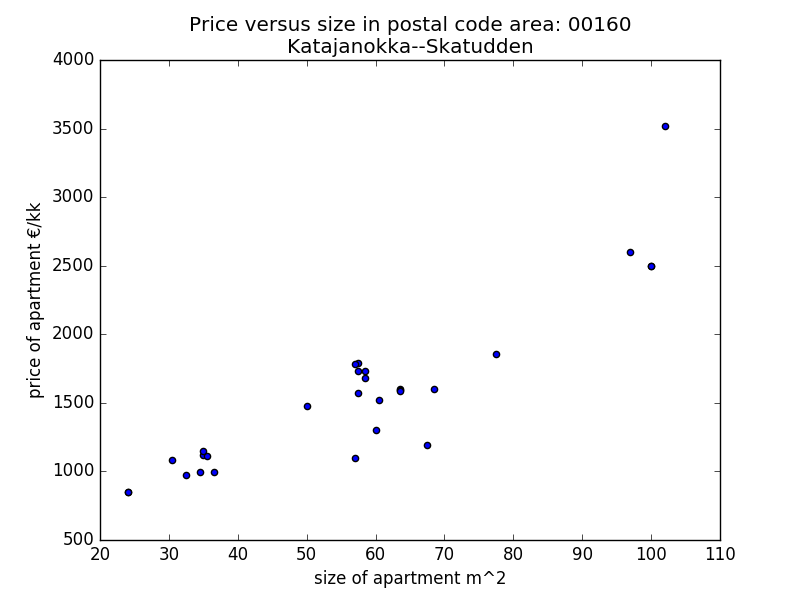 Price versus size in postal code area: 00160
Katajanokka--Skatudden
4000
3500
3000
2500
2000
1500
1000
500
price of apartment €/kk
20 30 40 50 60 70 80 90 100 110
size of apartment m^2